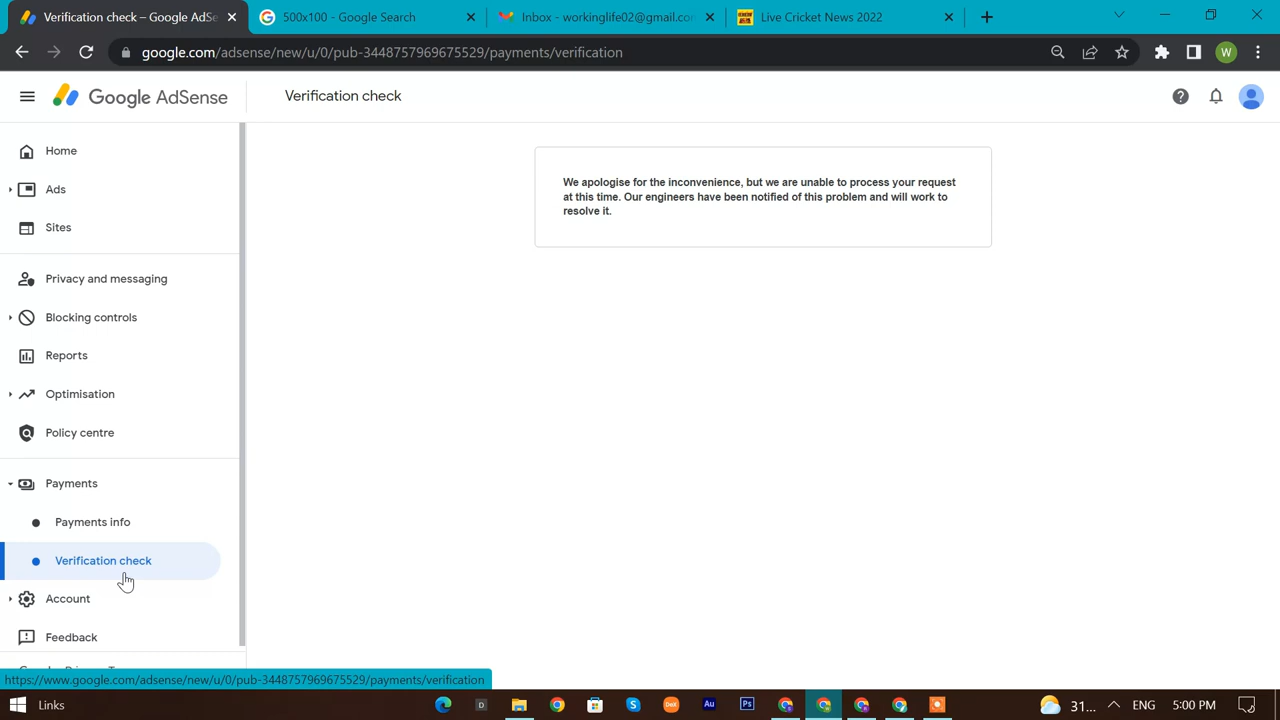 Verification check – Google AdSe
500x100 - Google Search
Inbox - workinglife02@gmail.con
Live Cricket News 2022
google.com/adsense/new/u/0/pub-3448757969675529/payments/verification
W
Google AdSense
Verification check
Home
Ads
Sites
Privacy and messaging
Blocking controls
Reports
Optimisation
Policy centre
Payments
Payments info
Verification check
Account
Feedback
We apologise for the inconvenience, but we are unable to process your request
at this time. Our engineers have been notified of this problem and will work to
resolve it.
https://www.google.com/adsense/new/u/0/pub-3448757969675529/payments/verification
Links
D
Au
Ps
31...
ENG
5:00 PM